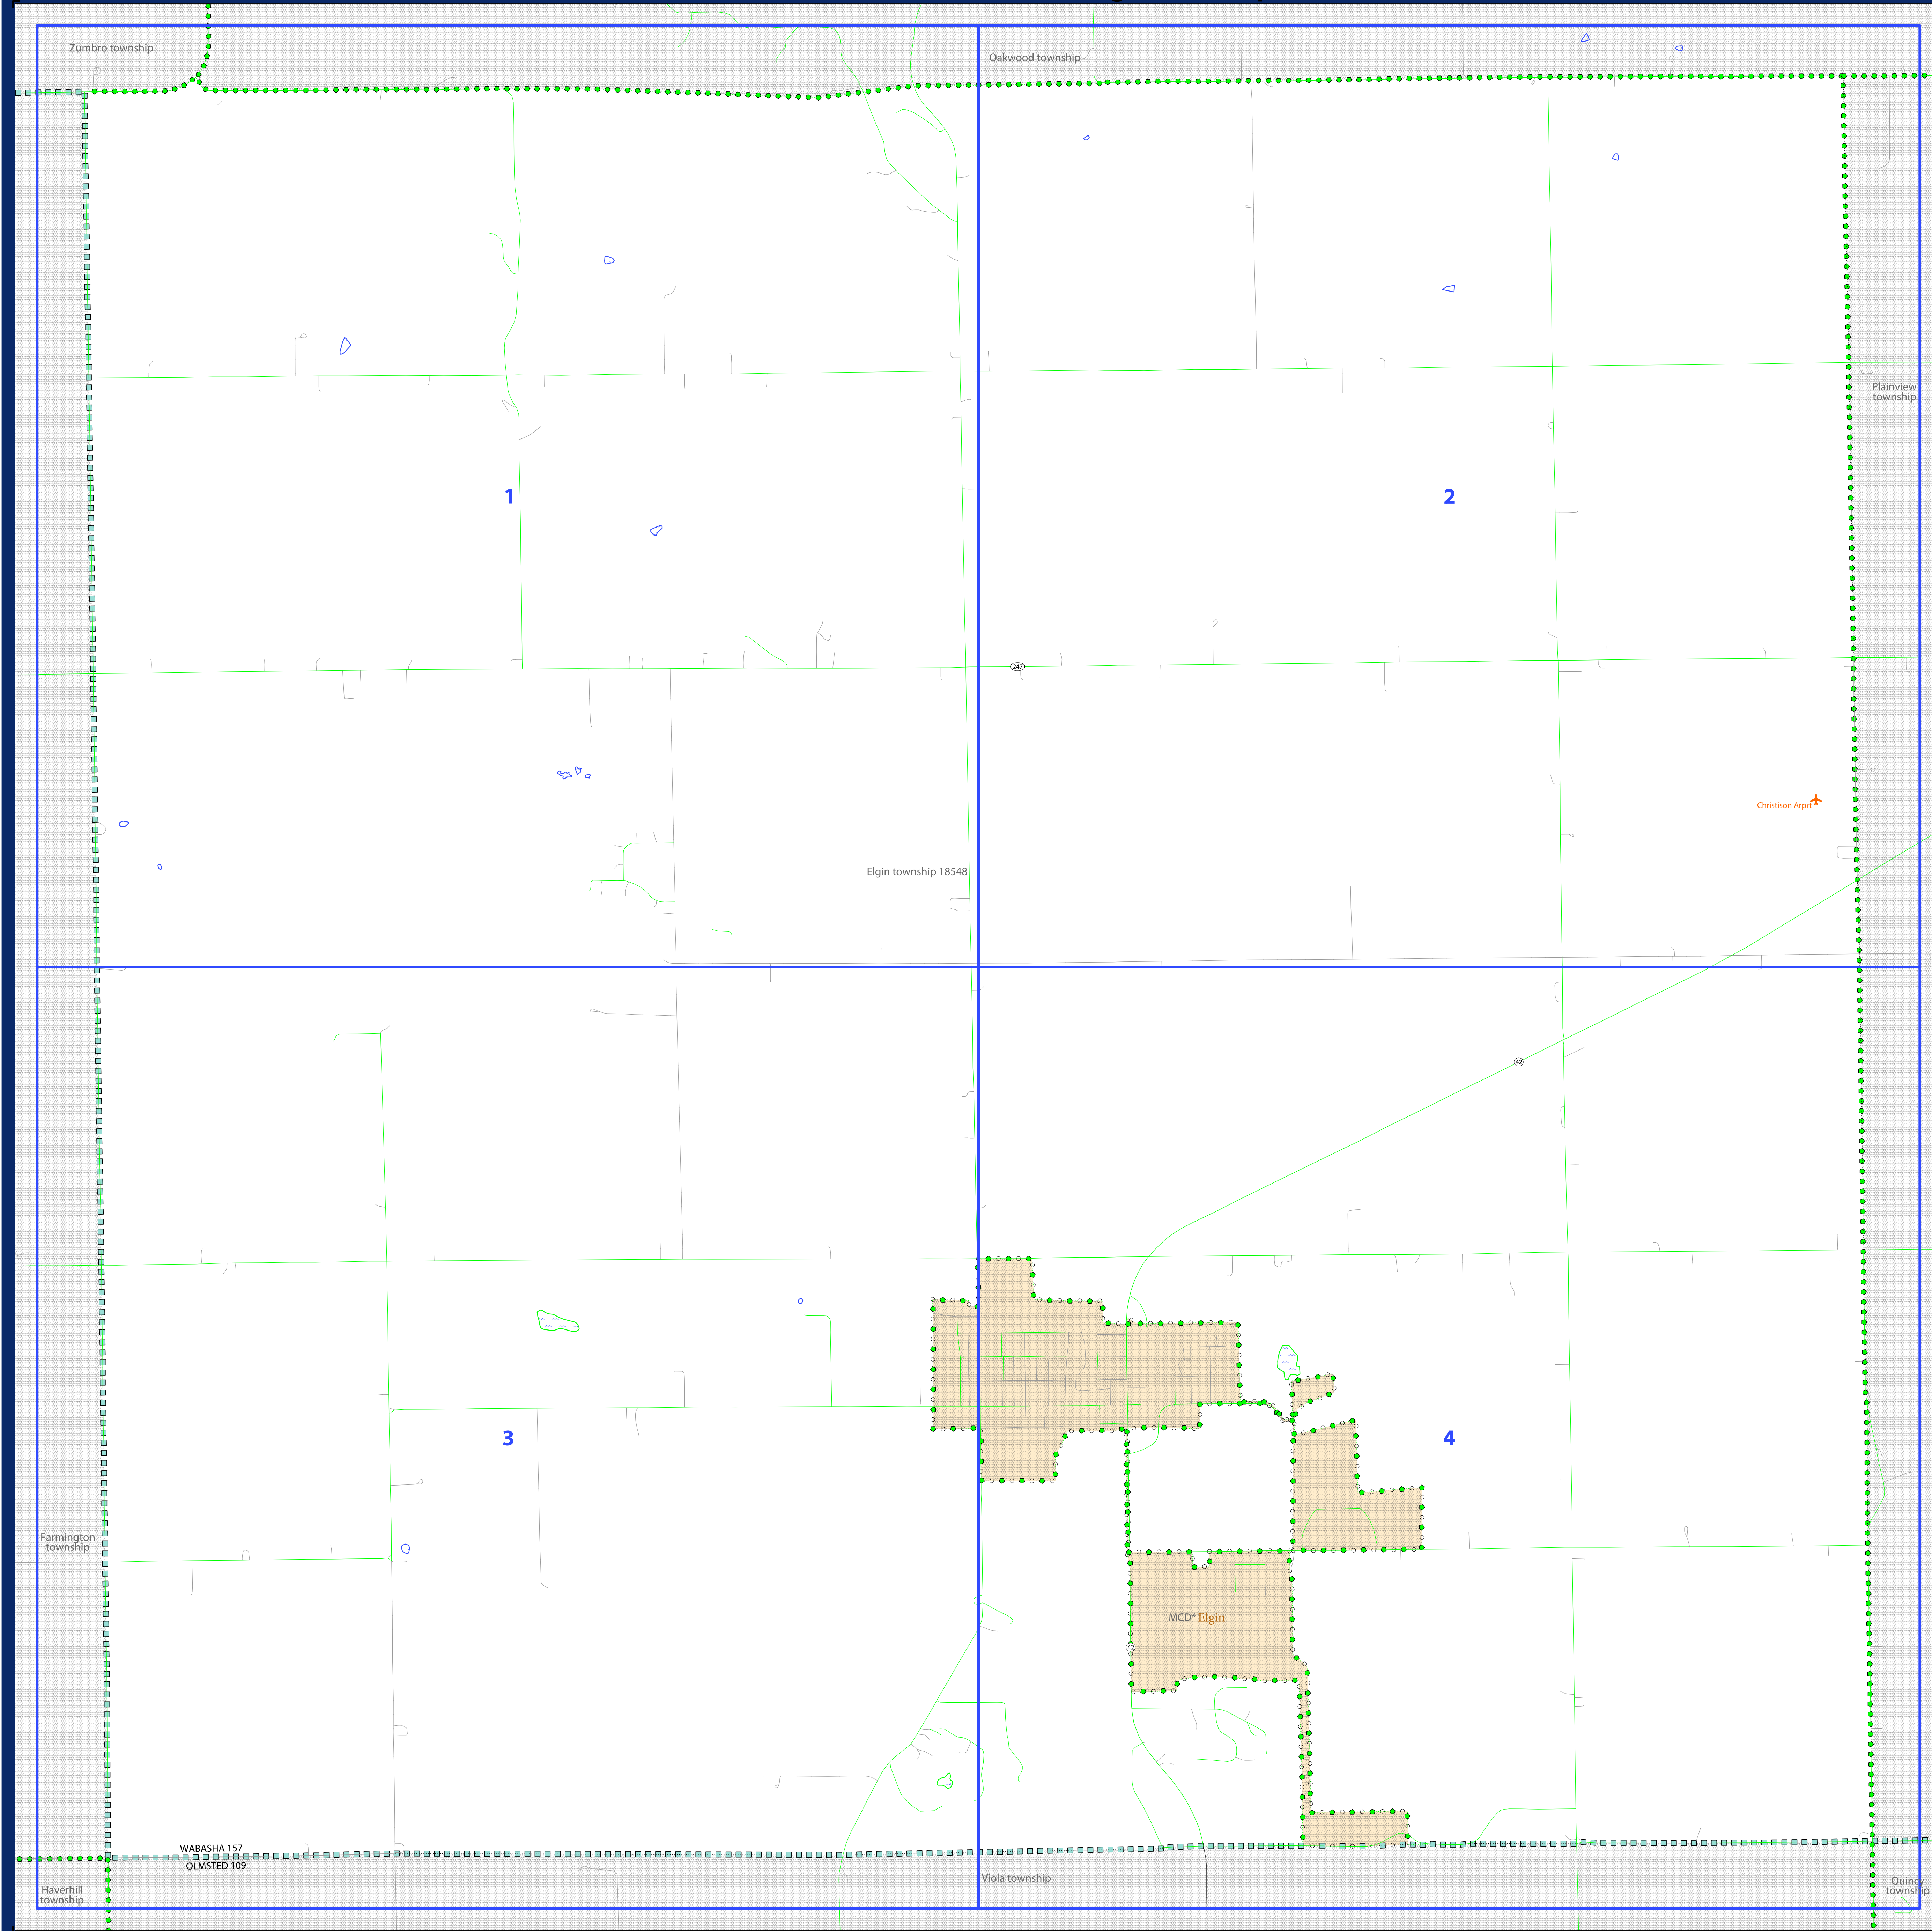 Zumbro township
Oakwood township
Plainview
township
1
2
247
Christison Arprt
Elgin township 18548
42
3
4
Farmington
township
MCD* Elgin
42
WABASHA 157
OLMSTED 109
Viola township
Haverhill
township
Quincy
township